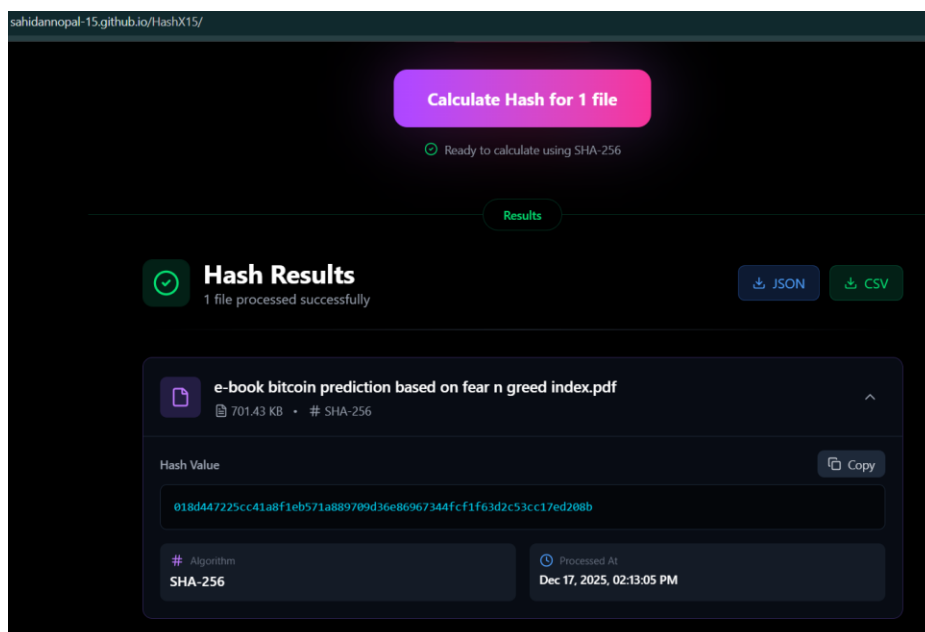 sahidannopal-15.github.io/HashX15/
Calculate Hash for 1 file
Ready to calculate using SHA-256
Results
Hash Results
1 file processed successfully
JSON
CSV
e-book bitcoin prediction based on fear n greed index.pdf
701.43 KB • # SHA-256
Hash Value
Copy
018d447225cc41a8f1eb571a889709d36e86967344fcf1f63d2c53cc17ed208b
# Algorithm
SHA-256
Processed At
Dec 17, 2025, 02:13:05 PM